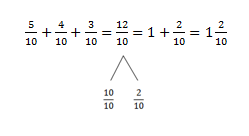 5/10 + 4/10 + 3/10 = 12/10 = 1 + 2/10 = 1 2/10
10/10 2/10